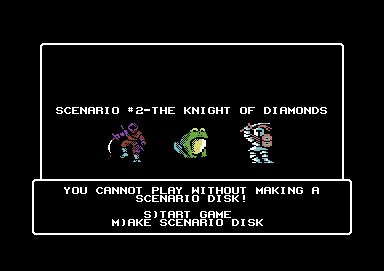 SCENARIO #2-THE KNIGHT OF DIAMONDS
YOU CANNOT PLAY WITHOUT MAKING A
SCENARIO DISK!
S)TART GAME
M)AKE SCENARIO DISK